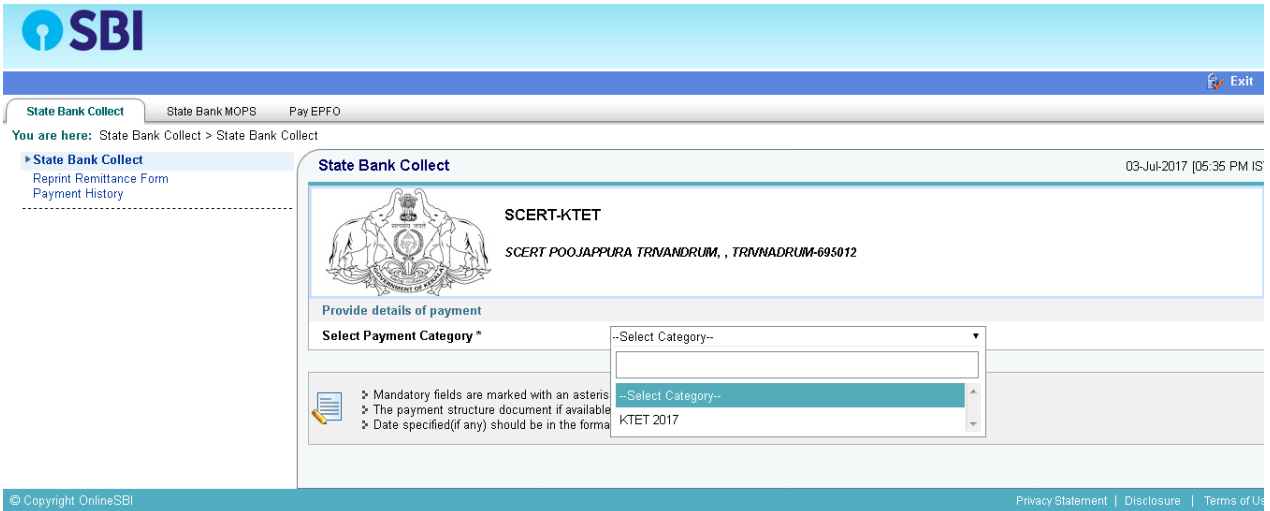 SBI
Exit
State Bank Collect State Bank MOPS Pay EPFO
You are here: State Bank Collect > State Bank Collect
State Bank Collect
Reprint Remittance Form
Payment History
State Bank Collect 03-Jul-2017 [05:35 PM IS
SCERT-KTET
SCERT POOJAPPURA TRIVANDRUM, , TRIVNADRUM-695012
GOVERNMENT OF KERALA
Provide details of payment
Select Payment Category * --Select Category--
--Select Category--
KTET 2017
Mandatory fields are marked with an asteris
The payment structure document if available
Date specified(if any) should be in the forma
© Copyright OnlineSBI Privacy Statement | Disclosure | Terms of Us